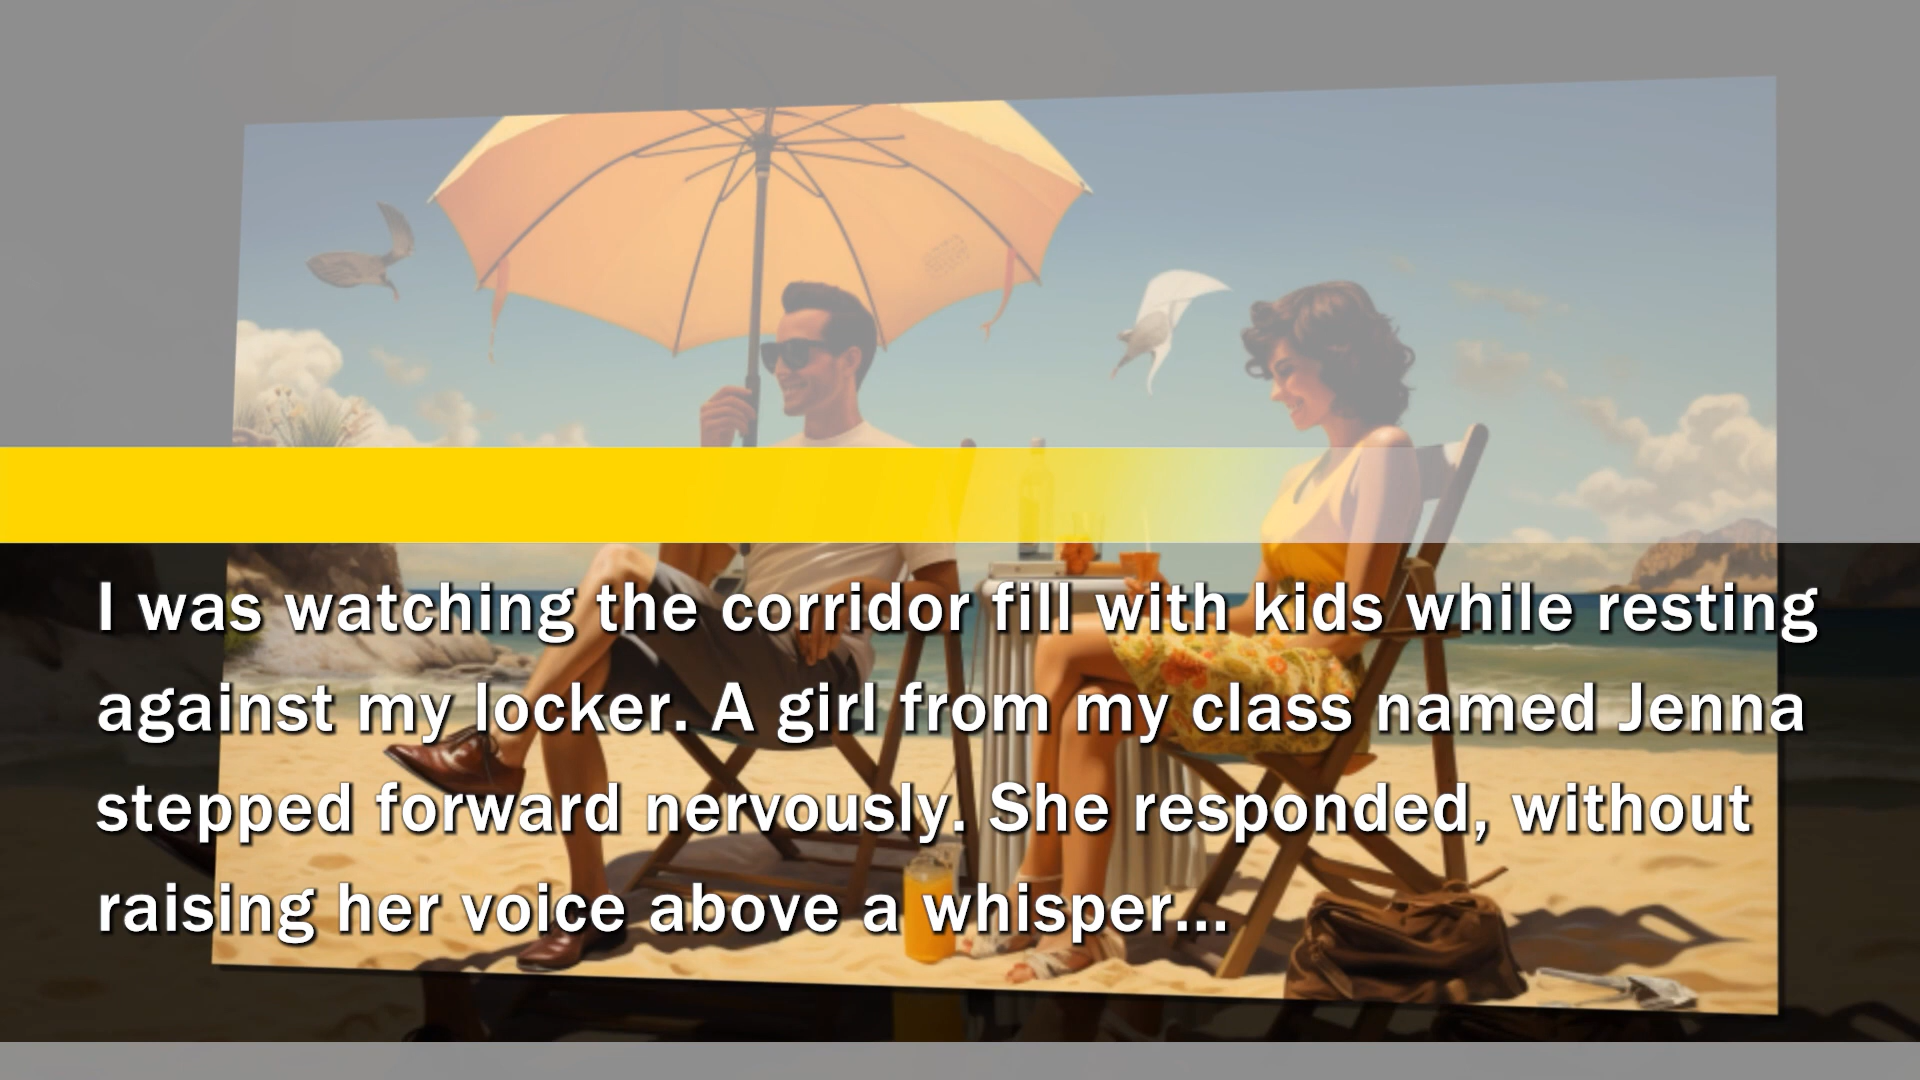 I was watching the corridor fill with kids while resting
against my locker. A girl from my class named Jenna
stepped forward nervously. She responded, without
raising her voice above a whisper...